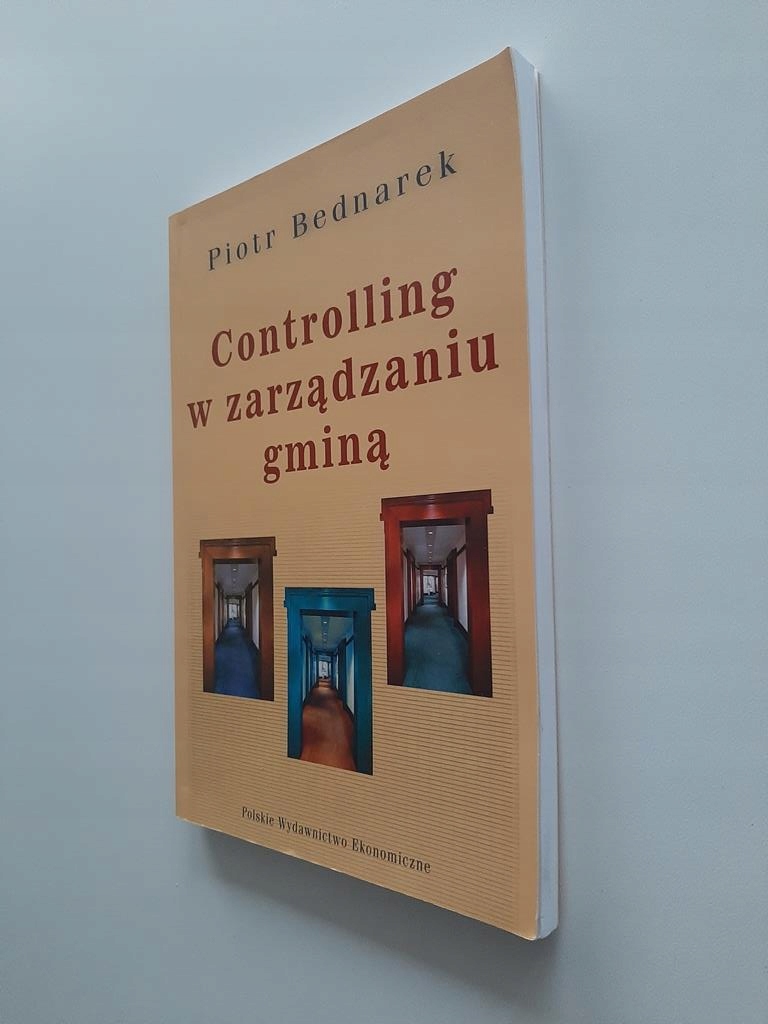 Piotr Bednarek
Controlling
w zarządzaniu
gminą
Polskie Wydawnictwo Ekonomiczne